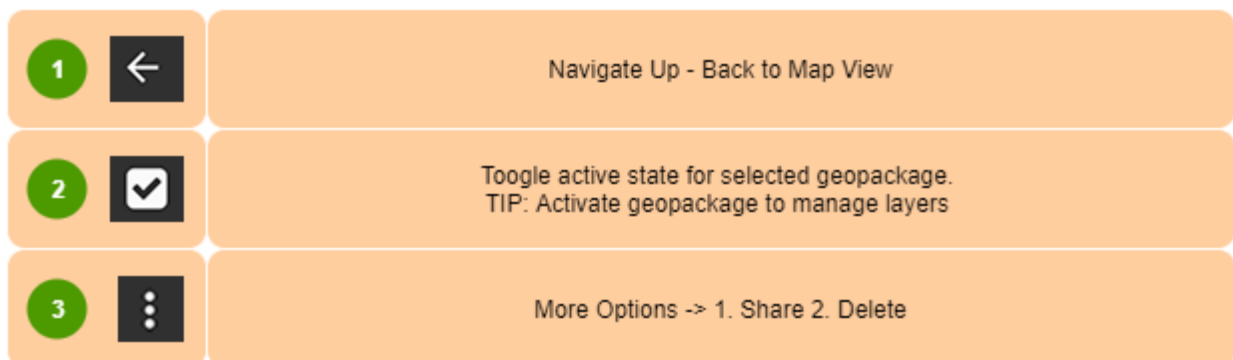 1
Navigate Up - Back to Map View
2
Toogle active state for selected geopackage.
TIP: Activate geopackage to manage layers
3
More Options -> 1. Share 2. Delete